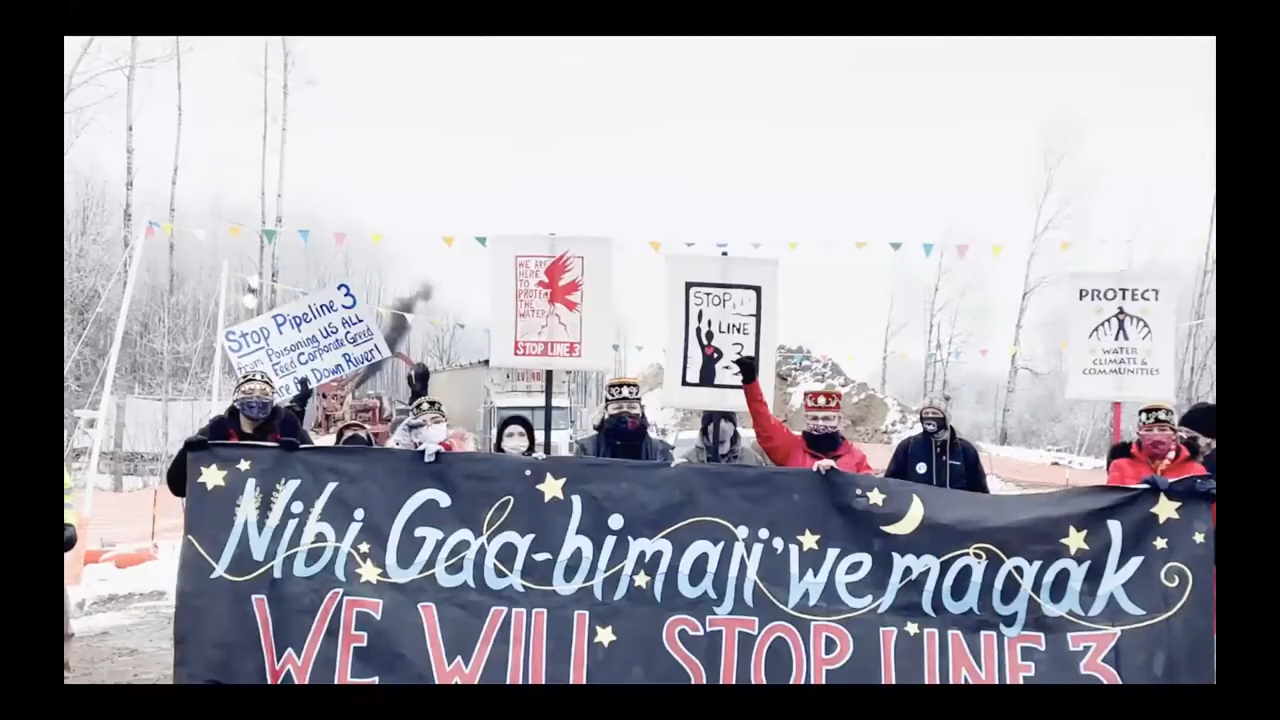 Stop Pipeline 3
from Poisoning US ALL
Feed Corporate Greed
Down River!
WE ARE
HERE
TO
PROTECT
THE
WATER
STOP LINE 3
STOP
LINE
3
PROTECT
WATER
CLIMATE &
COMMUNITIES
Nibi Gaa-bimaji'we magak
WE WILL STOP LINE 3